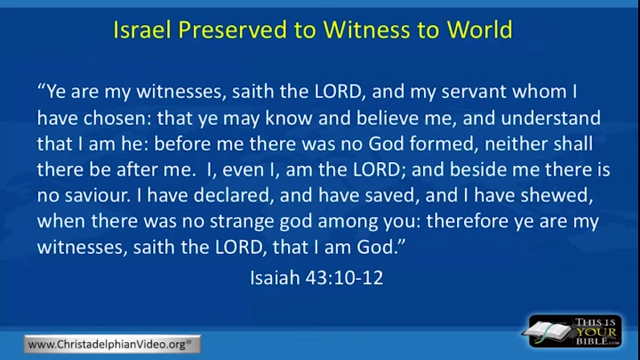 Israel Preserved to Witness to World
“Ye are my witnesses, saith the LORD, and my servant whom I
have chosen: that ye may know and believe me, and understand
that I am he: before me there was no God formed, neither shall
there be after me.  I, even I, am the LORD; and beside me there is
no saviour. I have declared, and have saved, and I have shewed,
when there was no strange god among you: therefore ye are my
witnesses, saith the LORD, that I am God.”
Isaiah 43:10-12
www.ChristadelphianVideo.org®
THIS IS
YOUR
BIBLE.com